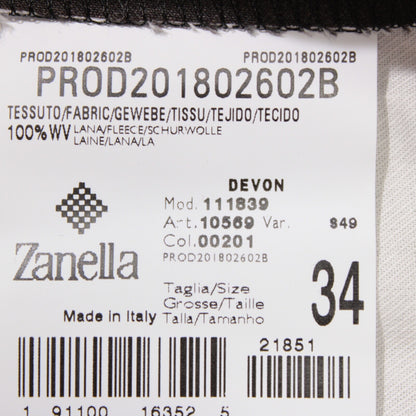 PROD201802602B PROD201802602B
PROD201802602B
TESSUTO/FABRIC/GEWEBE/TISSU/TEJIDO/TECIDO
100%WV LANA/FLEECE/SCHURWOLLE
LAINE/LANA/LA
DEVON
Mod. 111839
Art. 10569 Var. S49
Col. 00201
PROD201802602B
Zanella
Taglia/Size
Grosse/Taille
Talla/Tamanho
34
Made in Italy
21851
1 91100 16352 5